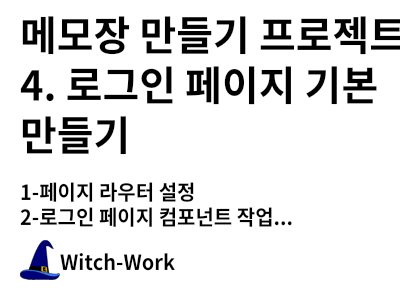 메모장 만들기 프로젝트
4. 로그인 페이지 기본
만들기
1-페이지 라우터 설정
2-로그인 페이지 컴포넌트 작업...
Witch-Work